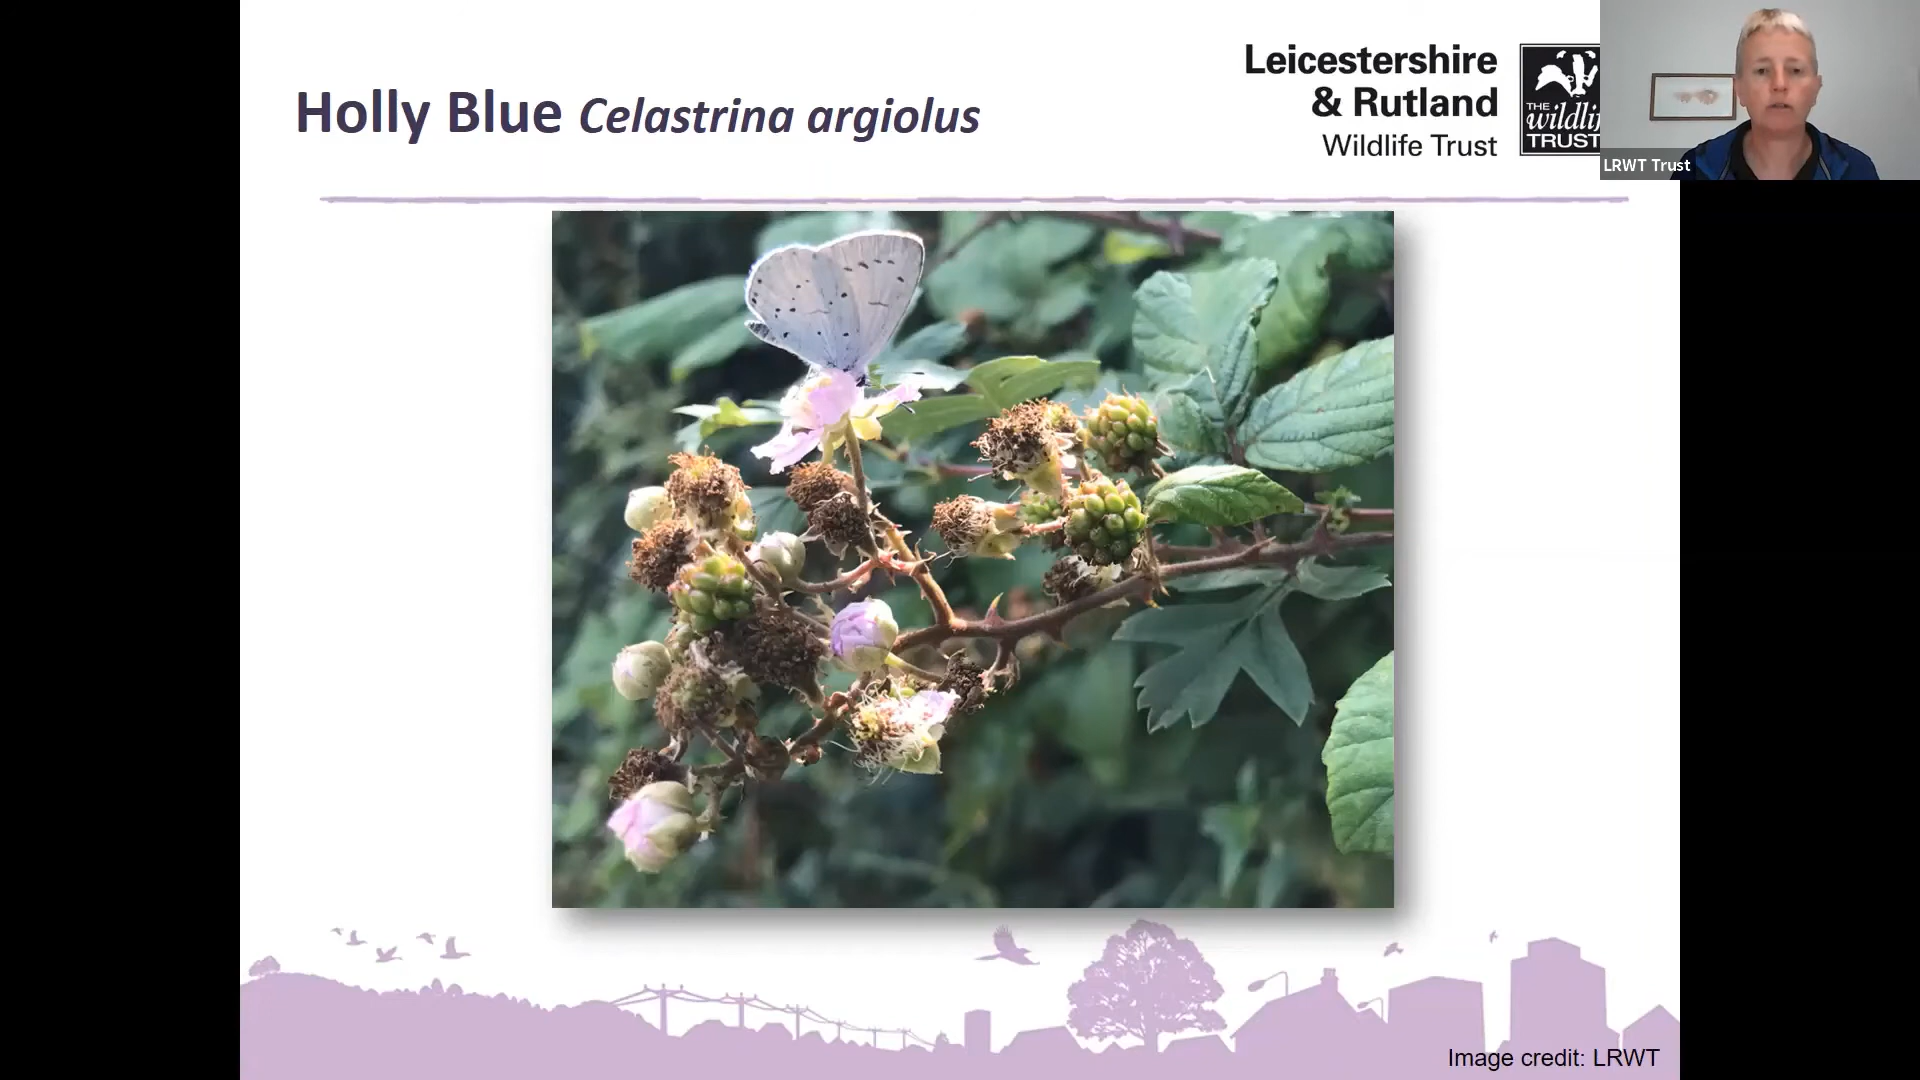 Holly Blue Celastrina argiolus
Leicestershire
& Rutland
Wildlife Trust
THE
wildlife
TRUST
LRWT Trust
Image credit: LRWT